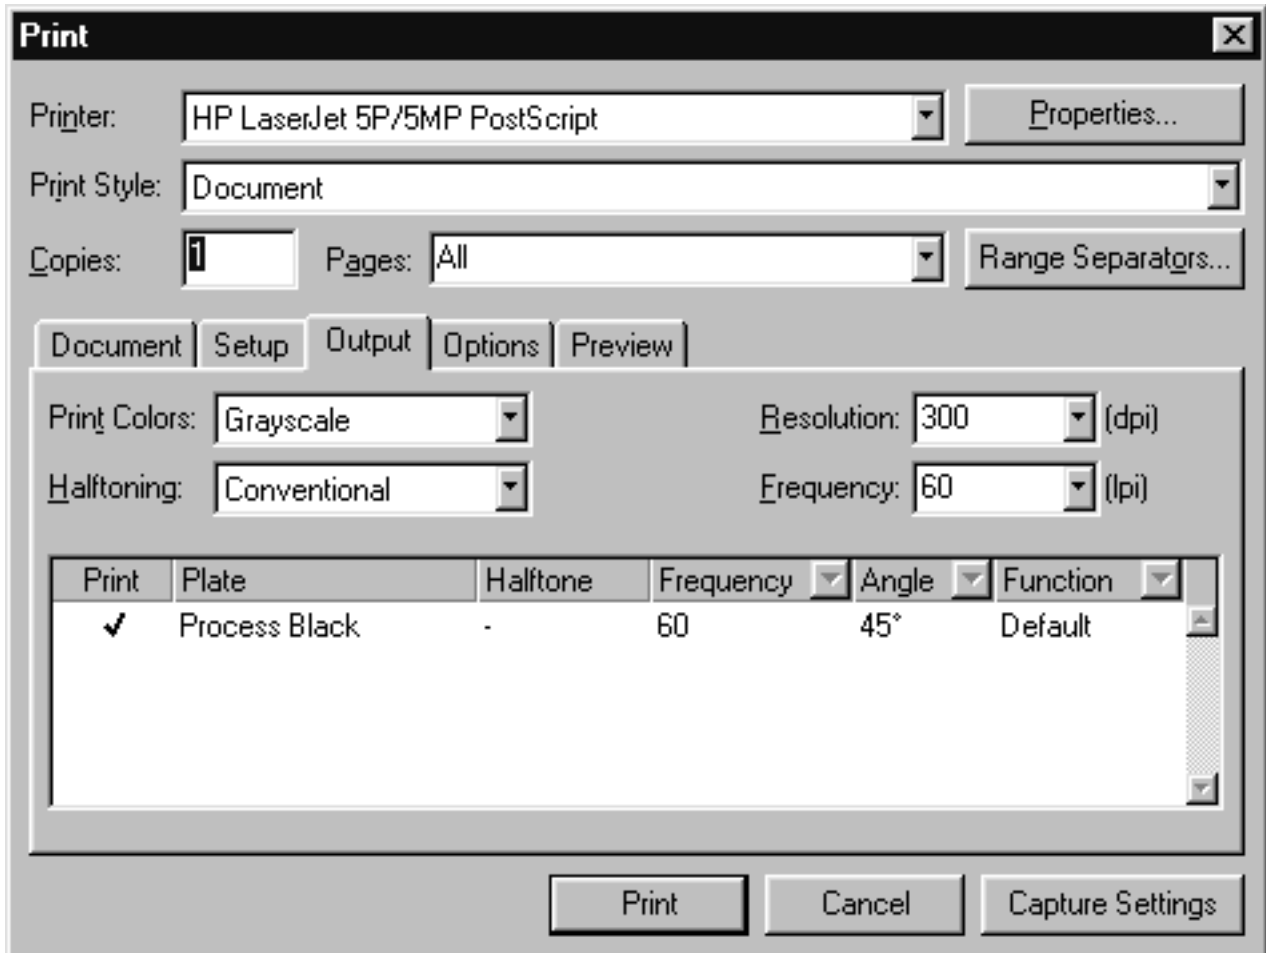 Print
Printer: HP LaserJet 5P/5MP PostScript Properties...
Print Style: Document
Copies: 1 Pages: All Range Separators...
Document Setup Output Options Preview
Print Colors: Grayscale Resolution: 300 (dpi)
Halftoning: Conventional Frequency: 60 (lpi)
Print Plate Halftone Frequency Angle Function
✓ Process Black - 60 45° Default
Print Cancel Capture Settings